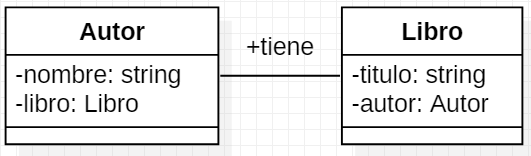 Autor
-nombre: string
-libro: Libro
+tiene
Libro
-titulo: string
-autor: Autor